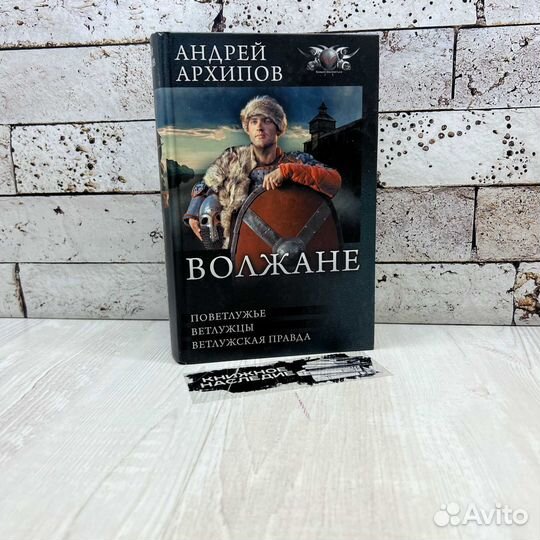 АНДРЕЙ
АРХИПОВ
ВОЛЖАНЕ
ПОВЕТЛУЖЬЕ
ВЕТЛУЖЦЫ
ВЕТЛУЖСКАЯ ПРАВДА
КНИЖНОЕ
НАСЛЕДИЕ
Avito